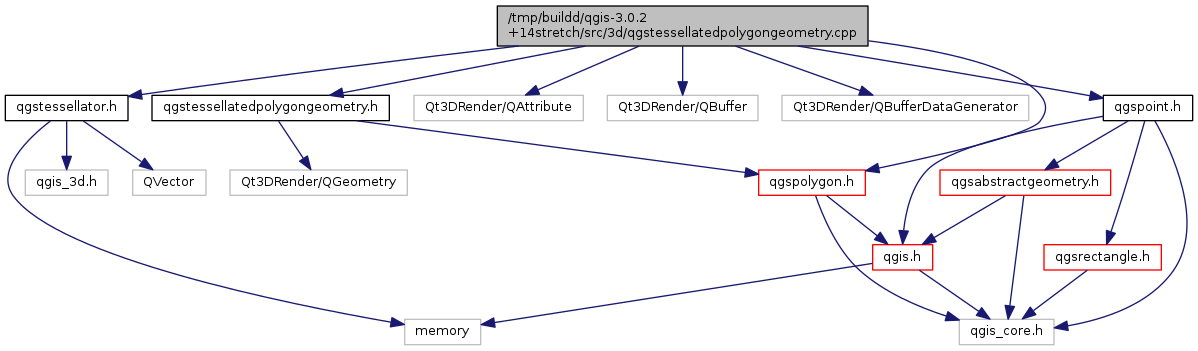 /tmp/buildd/qgis-3.0.2
+14stretch/src/3d/qgstessellatedpolygongeometry.cpp
qgstessellator.h
qgstessellatedpolygongeometry.h
Qt3DRender/QAttribute
Qt3DRender/QBuffer
Qt3DRender/QBufferDataGenerator
qgspoint.h
qgis_3d.h
QVector
Qt3DRender/QGeometry
qgspolygon.h
qgsabstractgeometry.h
qgis.h
qgsrectangle.h
memory
qgis_core.h